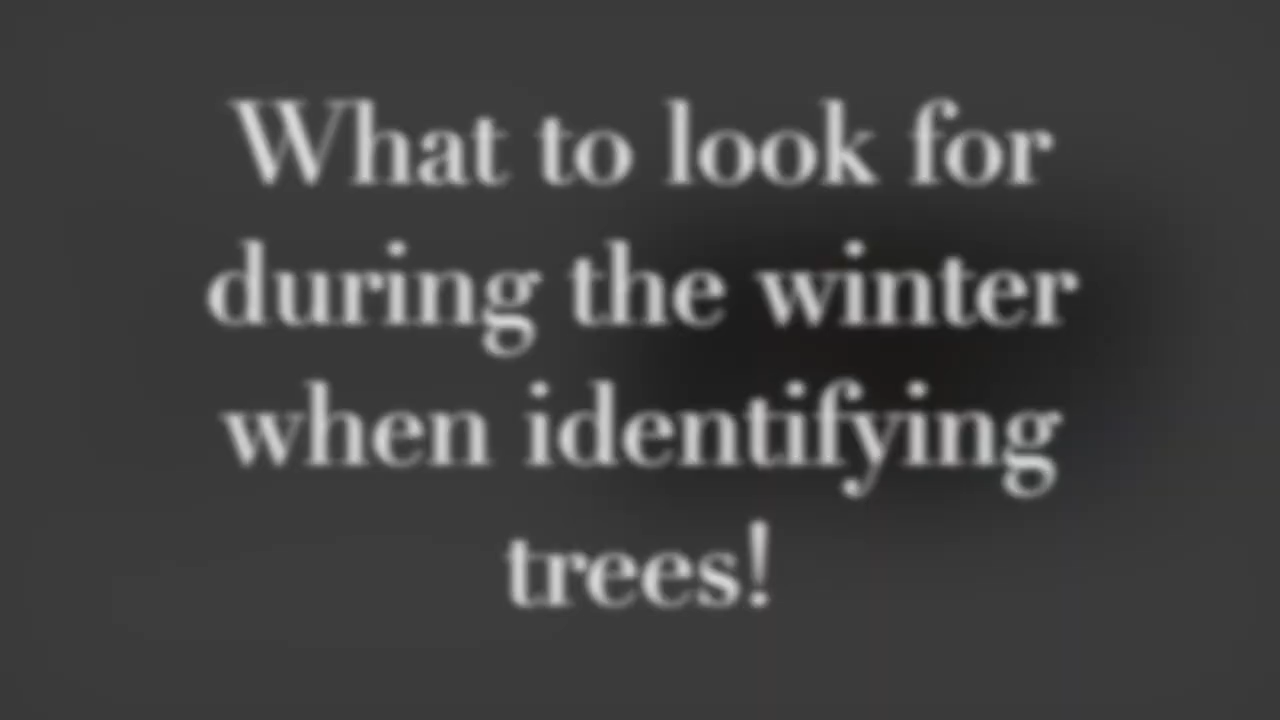 What to look for
during the winter
when identifying
trees!